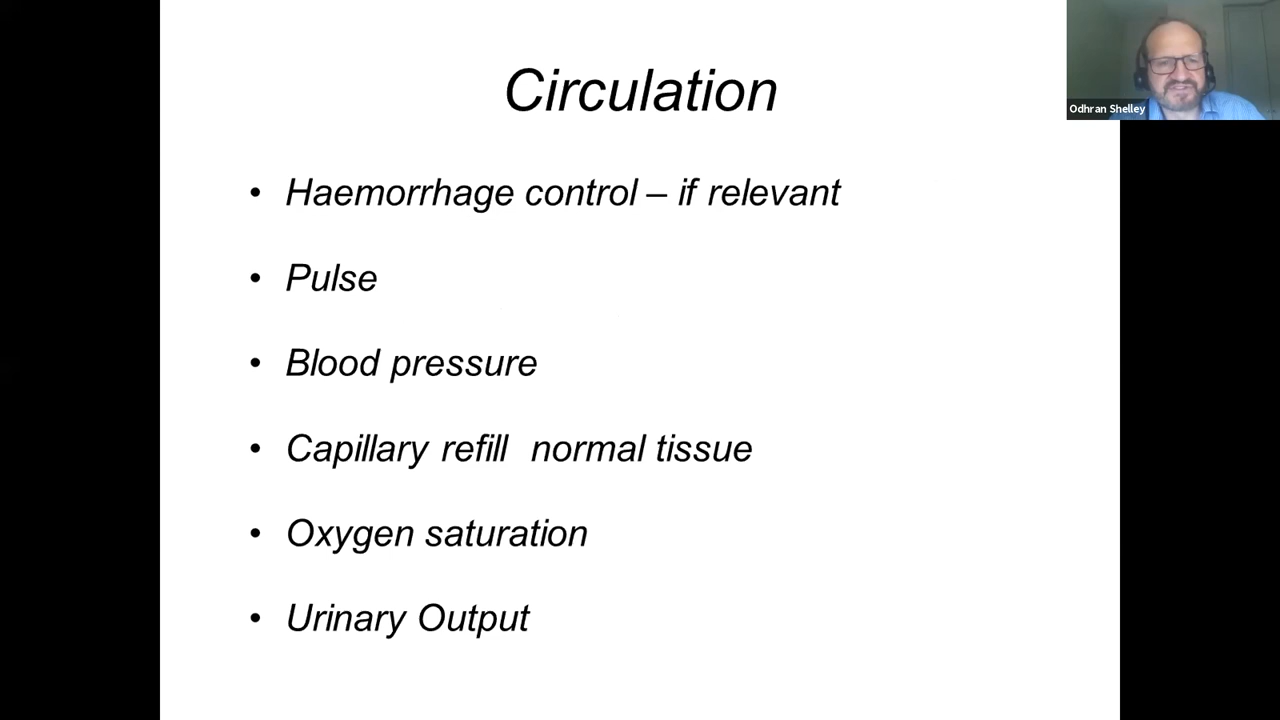 Circulation
Odhran Shelley
• Haemorrhage control – if relevant
• Pulse
• Blood pressure
• Capillary refill  normal tissue
• Oxygen saturation
• Urinary Output